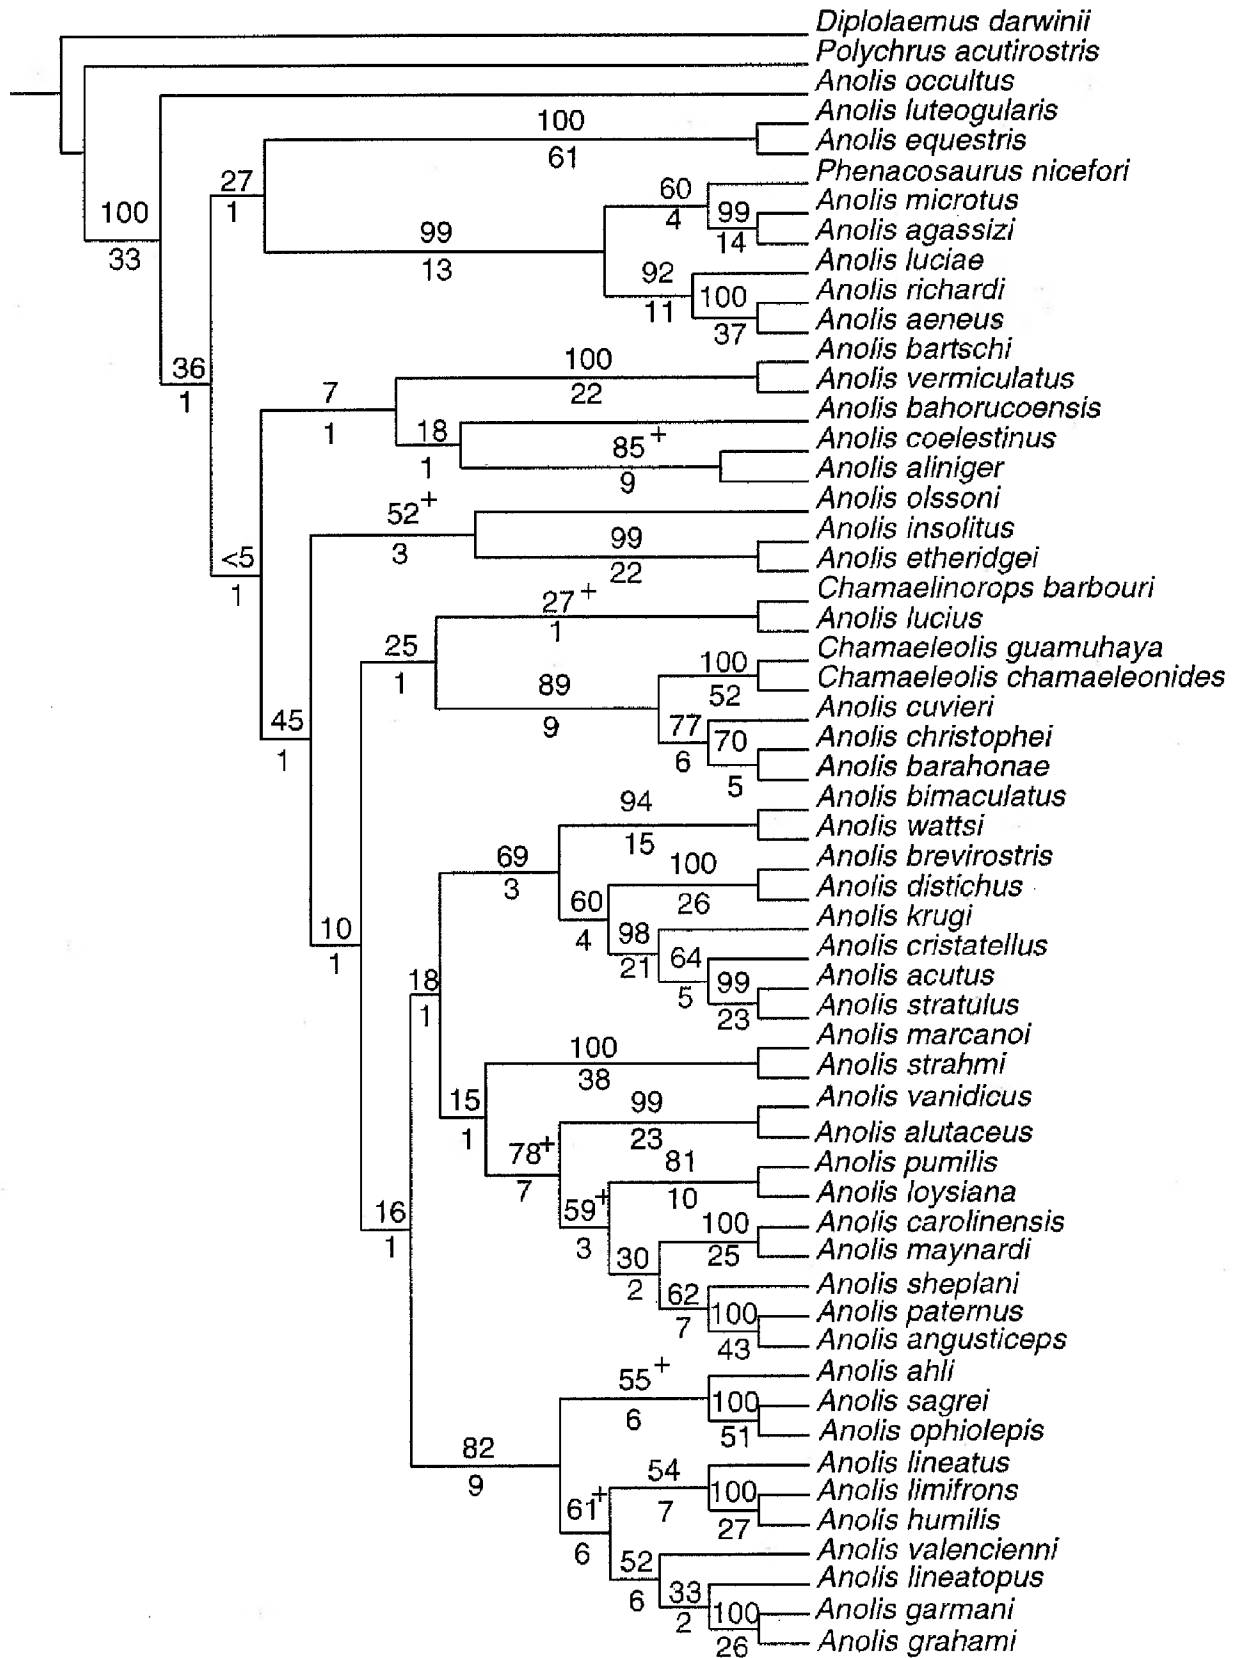 Diplolaemus darwinii
Polychrus acutirostris
Anolis occultus
Anolis luteogularis
100
Anolis equestris
61
Phenacosaurus nicefori
27
60
Anolis microtus
1
100
99
4
99
Anolis agassizi
14
33
13
Anolis luciae
92
Anolis richardi
100
11
Anolis aeneus
37
Anolis bartschi
36
100
Anolis vermiculatus
1
7
22
Anolis bahorucoensis
1
18
85+
Anolis coelestinus
1
9
Anolis aliniger
52+
Anolis olssoni
3
99
Anolis insolitus
<5
22
Anolis etheridgei
1
27+
Chamaelinorops barbouri
1
Anolis lucius
25
Chamaeleolis guamuhaya
1
100
Chamaeleolis chamaeleonides
89
52
9
Anolis cuvieri
45
77
70
Anolis christophei
1
6
5
Anolis barahonae
94
Anolis bimaculatus
15
Anolis wattsi
69
Anolis brevirostris
3
100
Anolis distichus
60
26
Anolis krugi
10
4
98
Anolis cristatellus
1
21
64
Anolis acutus
18
5
99
Anolis stratulus
1
23
Anolis marcanoi
100
Anolis strahmi
38
15
99
Anolis vanidicus
1
23
Anolis alutaceus
78+
81
Anolis pumilis
7
10
Anolis loysiana
16
59+
100
Anolis carolinensis
1
3
25
Anolis maynardi
30
Anolis sheplani
2
62
100
Anolis paternus
7
43
Anolis angusticeps
55+
Anolis ahli
6
100
Anolis sagrei
51
Anolis ophiolepis
82
54
Anolis lineatus
9
7
100
Anolis limifrons
61+
27
Anolis humilis
6
52
Anolis valencienni
6
33
Anolis lineatopus
2
100
Anolis garmani
26
Anolis grahami